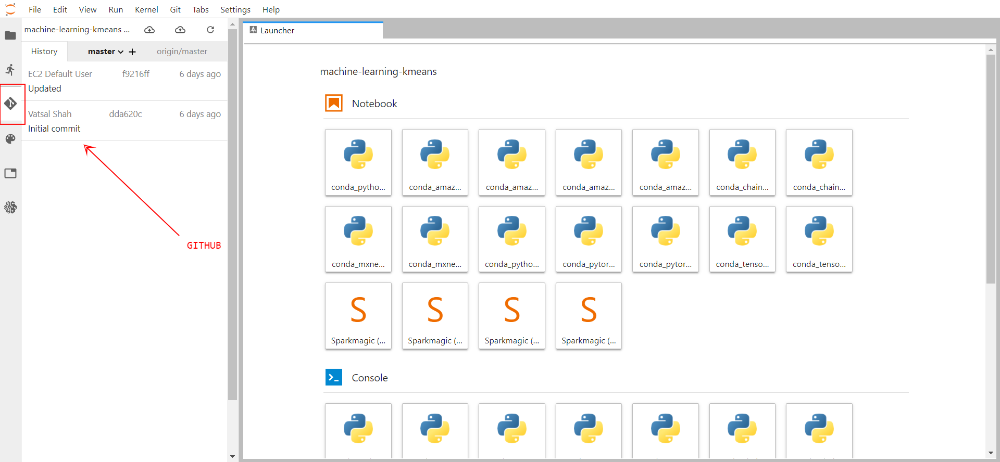 File Edit View Run Kernel Git Tabs Settings Help
machine-learning-kmeans ...
History master origin/master
EC2 Default User f9216ff 6 days ago
Updated
Vatsal Shah dda620c 6 days ago
Initial commit
GITHUB
Launcher
machine-learning-kmeans
Notebook
conda_pytho... conda_amaz... conda_amaz... conda_amaz... conda_amaz... conda_chain... conda_chain...
conda_mxne... conda_mxne... conda_pytho... conda_pytor... conda_pytor... conda_tenso... conda_tenso...
S S S S
Sparkmagic (... Sparkmagic (... Sparkmagic (... Sparkmagic (...
Console